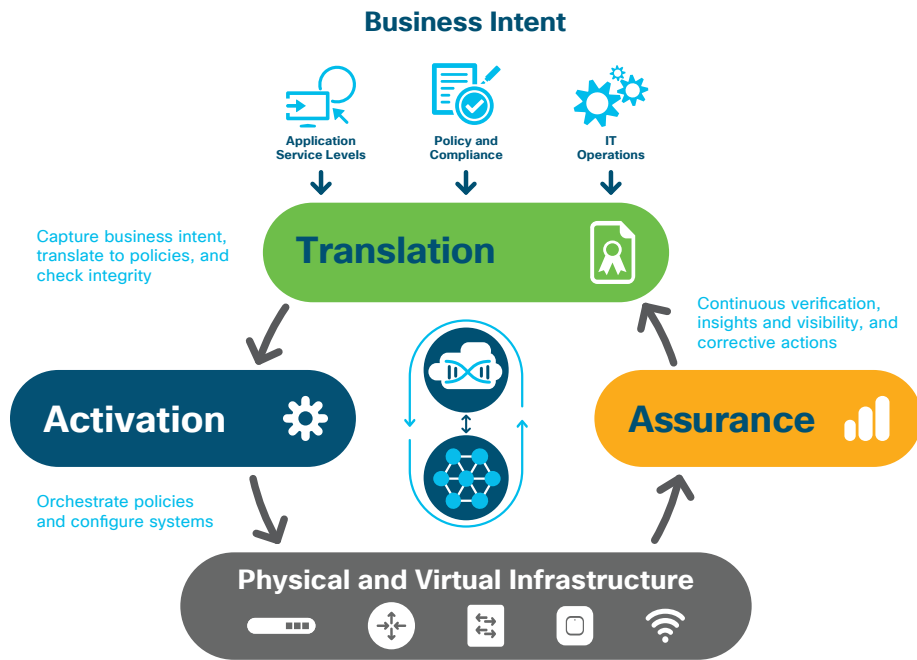 Business Intent
Application
Service Levels
Policy and
Compliance
IT
Operations
Capture business intent,
translate to policies, and
check integrity
Translation
Continuous verification,
insights and visibility, and
corrective actions
Activation
Assurance
Orchestrate policies
and configure systems
Physical and Virtual Infrastructure